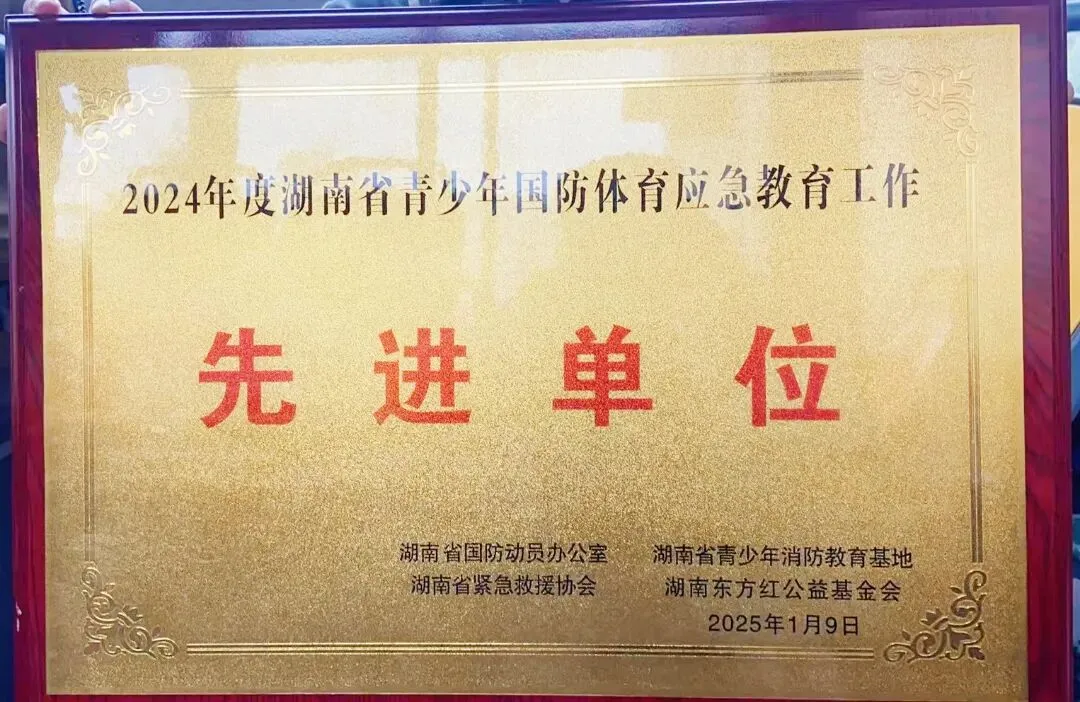 2024年度湖南省青少年国防体育应急教育工作
先进单位
湖南省国防动员办公室 湖南省青少年消防教育基地
湖南省紧急救援协会 湖南东方红公益基金会
2025年1月9日